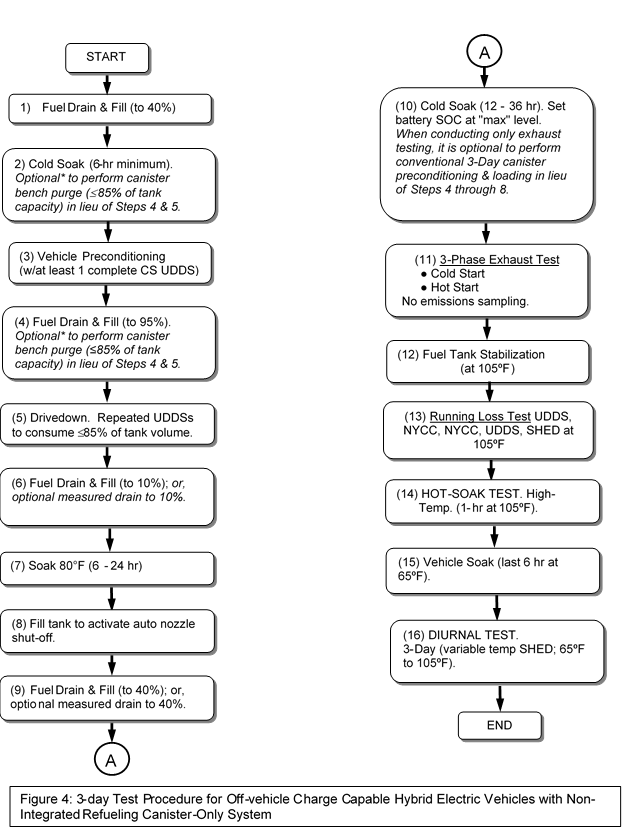 START
1) Fuel Drain & Fill (to 40%)
2) Cold Soak (6-hr minimum).
Optional* to perform canister
bench purge (≤85% of tank
capacity) in lieu of Steps 4 & 5.
(3) Vehicle Preconditioning
(w/at least 1 complete CS UDDS)
(4) Fuel Drain & Fill (to 95%).
Optional* to perform canister
bench purge (≤85% of tank
capacity) in lieu of Steps 4 & 5.
(5) Drivedown. Repeated UDDSs
to consume ≤85% of tank volume.
(6) Fuel Drain & Fill (to 10%); or,
optional measured drain to 10%.
(7) Soak 80°F (6 - 24 hr)
(8) Fill tank to activate auto nozzle
shut-off.
(9) Fuel Drain & Fill (to 40%); or,
optional measured drain to 40%.
A
A
(10) Cold Soak (12 - 36 hr). Set
battery SOC at "max" level.
When conducting only exhaust
testing, it is optional to perform
conventional 3-Day canister
preconditioning & loading in lieu
of Steps 4 through 8.
(11) 3-Phase Exhaust Test
● Cold Start
● Hot Start
No emissions sampling.
(12) Fuel Tank Stabilization
(at 105°F)
(13) Running Loss Test UDDS,
NYCC, NYCC, UDDS, SHED at
105ºF
(14) HOT-SOAK TEST. High-
Temp. (1-hr at 105ºF).
(15) Vehicle Soak (last 6 hr at
65ºF).
(16) DIURNAL TEST.
3-Day (variable temp SHED; 65ºF
to 105ºF).
END
Figure 4: 3-day Test Procedure for Off-vehicle Charge Capable Hybrid Electric Vehicles with Non-
Integrated Refueling Canister-Only System